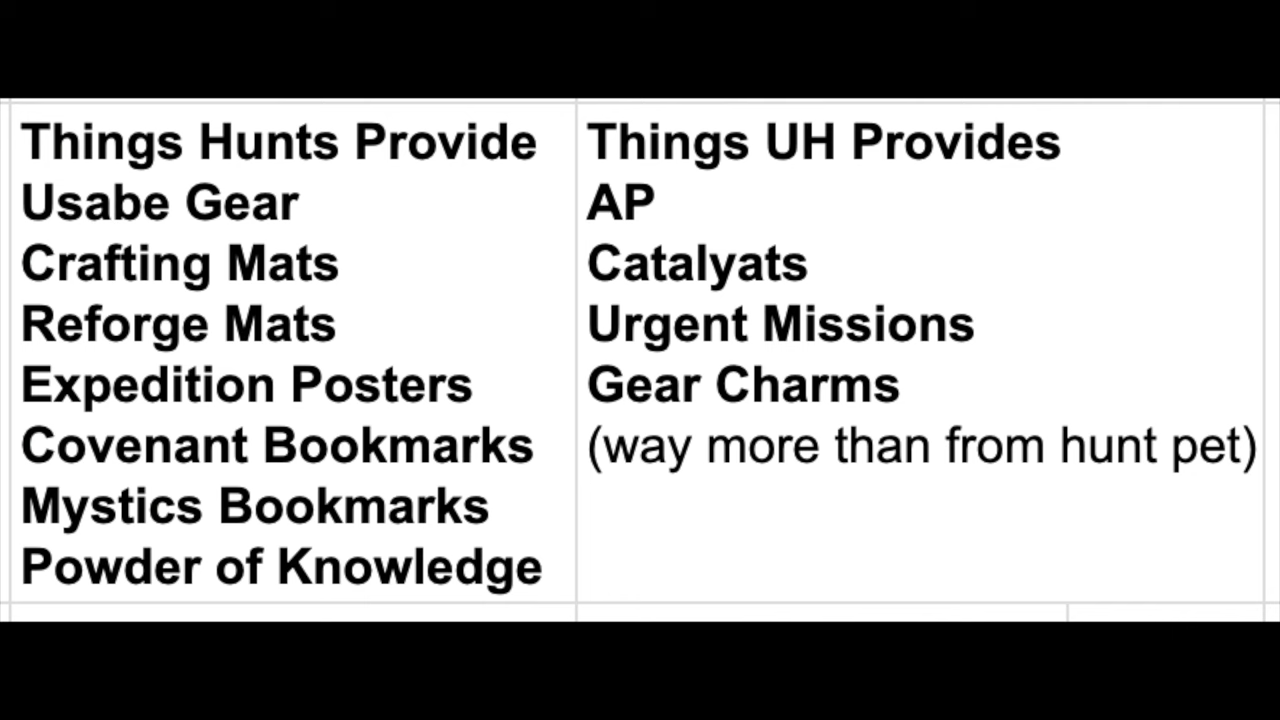 Things Hunts Provide
Usabe Gear
Crafting Mats
Reforge Mats
Expedition Posters
Covenant Bookmarks
Mystics Bookmarks
Powder of Knowledge
Things UH Provides
AP
Catalyats
Urgent Missions
Gear Charms
(way more than from hunt pet)